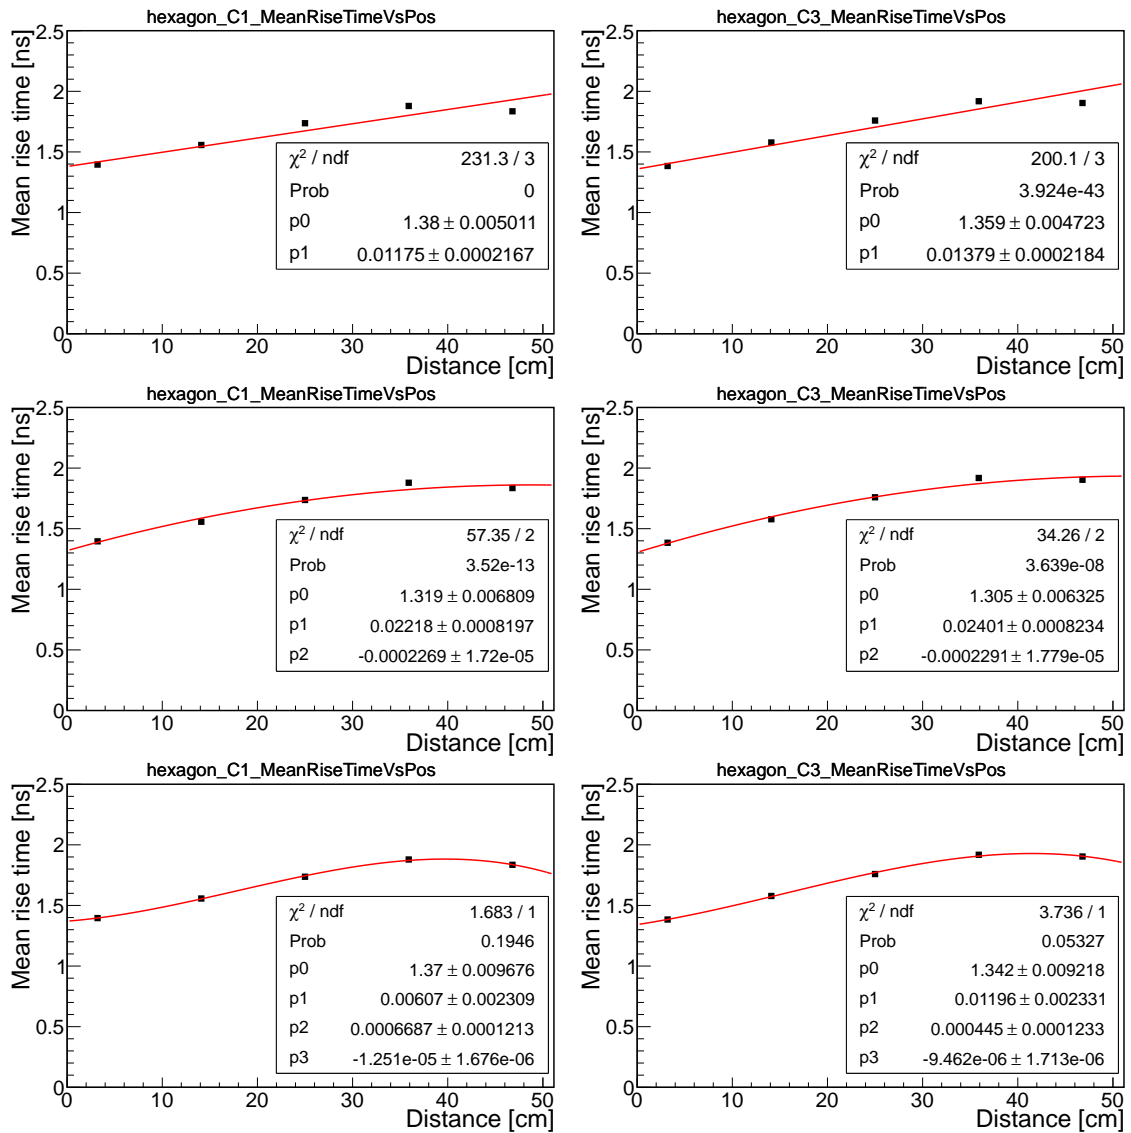 hexagon_C1_MeanRiseTimeVsPos
Mean rise time [ns]
2.5
2
1.5
1
0.5
0
χ² / ndf 231.3 / 3
Prob 0
p0 1.38 ± 0.005011
p1 0.01175 ± 0.0002167
0 10 20 30 40 50
Distance [cm]
hexagon_C3_MeanRiseTimeVsPos
Mean rise time [ns]
2.5
2
1.5
1
0.5
0
χ² / ndf 200.1 / 3
Prob 3.924e-43
p0 1.359 ± 0.004723
p1 0.01379 ± 0.0002184
0 10 20 30 40 50
Distance [cm]
hexagon_C1_MeanRiseTimeVsPos
Mean rise time [ns]
2.5
2
1.5
1
0.5
0
χ² / ndf 57.35 / 2
Prob 3.52e-13
p0 1.319 ± 0.006809
p1 0.02218 ± 0.0008197
p2 -0.0002269 ± 1.72e-05
0 10 20 30 40 50
Distance [cm]
hexagon_C3_MeanRiseTimeVsPos
Mean rise time [ns]
2.5
2
1.5
1
0.5
0
χ² / ndf 34.26 / 2
Prob 3.639e-08
p0 1.305 ± 0.006325
p1 0.02401 ± 0.0008234
p2 -0.0002291 ± 1.779e-05
0 10 20 30 40 50
Distance [cm]
hexagon_C1_MeanRiseTimeVsPos
Mean rise time [ns]
2.5
2
1.5
1
0.5
0
χ² / ndf 1.683 / 1
Prob 0.1946
p0 1.37 ± 0.009676
p1 0.00607 ± 0.002309
p2 0.0006687 ± 0.0001213
p3 -1.251e-05 ± 1.676e-06
0 10 20 30 40 50
Distance [cm]
hexagon_C3_MeanRiseTimeVsPos
Mean rise time [ns]
2.5
2
1.5
1
0.5
0
χ² / ndf 3.736 / 1
Prob 0.05327
p0 1.342 ± 0.009218
p1 0.01196 ± 0.002331
p2 0.000445 ± 0.0001233
p3 -9.462e-06 ± 1.713e-06
0 10 20 30 40 50
Distance [cm]